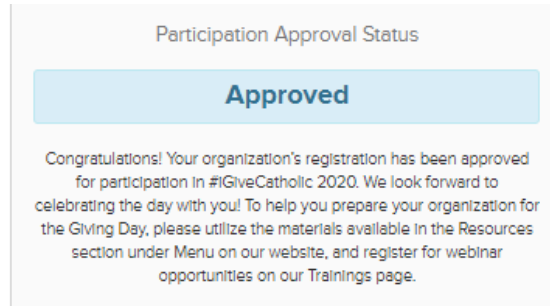 Participation Approval Status
Approved
Congratulations! Your organization's registration has been approved
for participation in #iGiveCatholic 2020. We look forward to
celebrating the day with you! To help you prepare your organization for
the Giving Day, please utilize the materials available in the Resources
section under Menu on our website, and register for webinar
opportunities on our Trainings page.